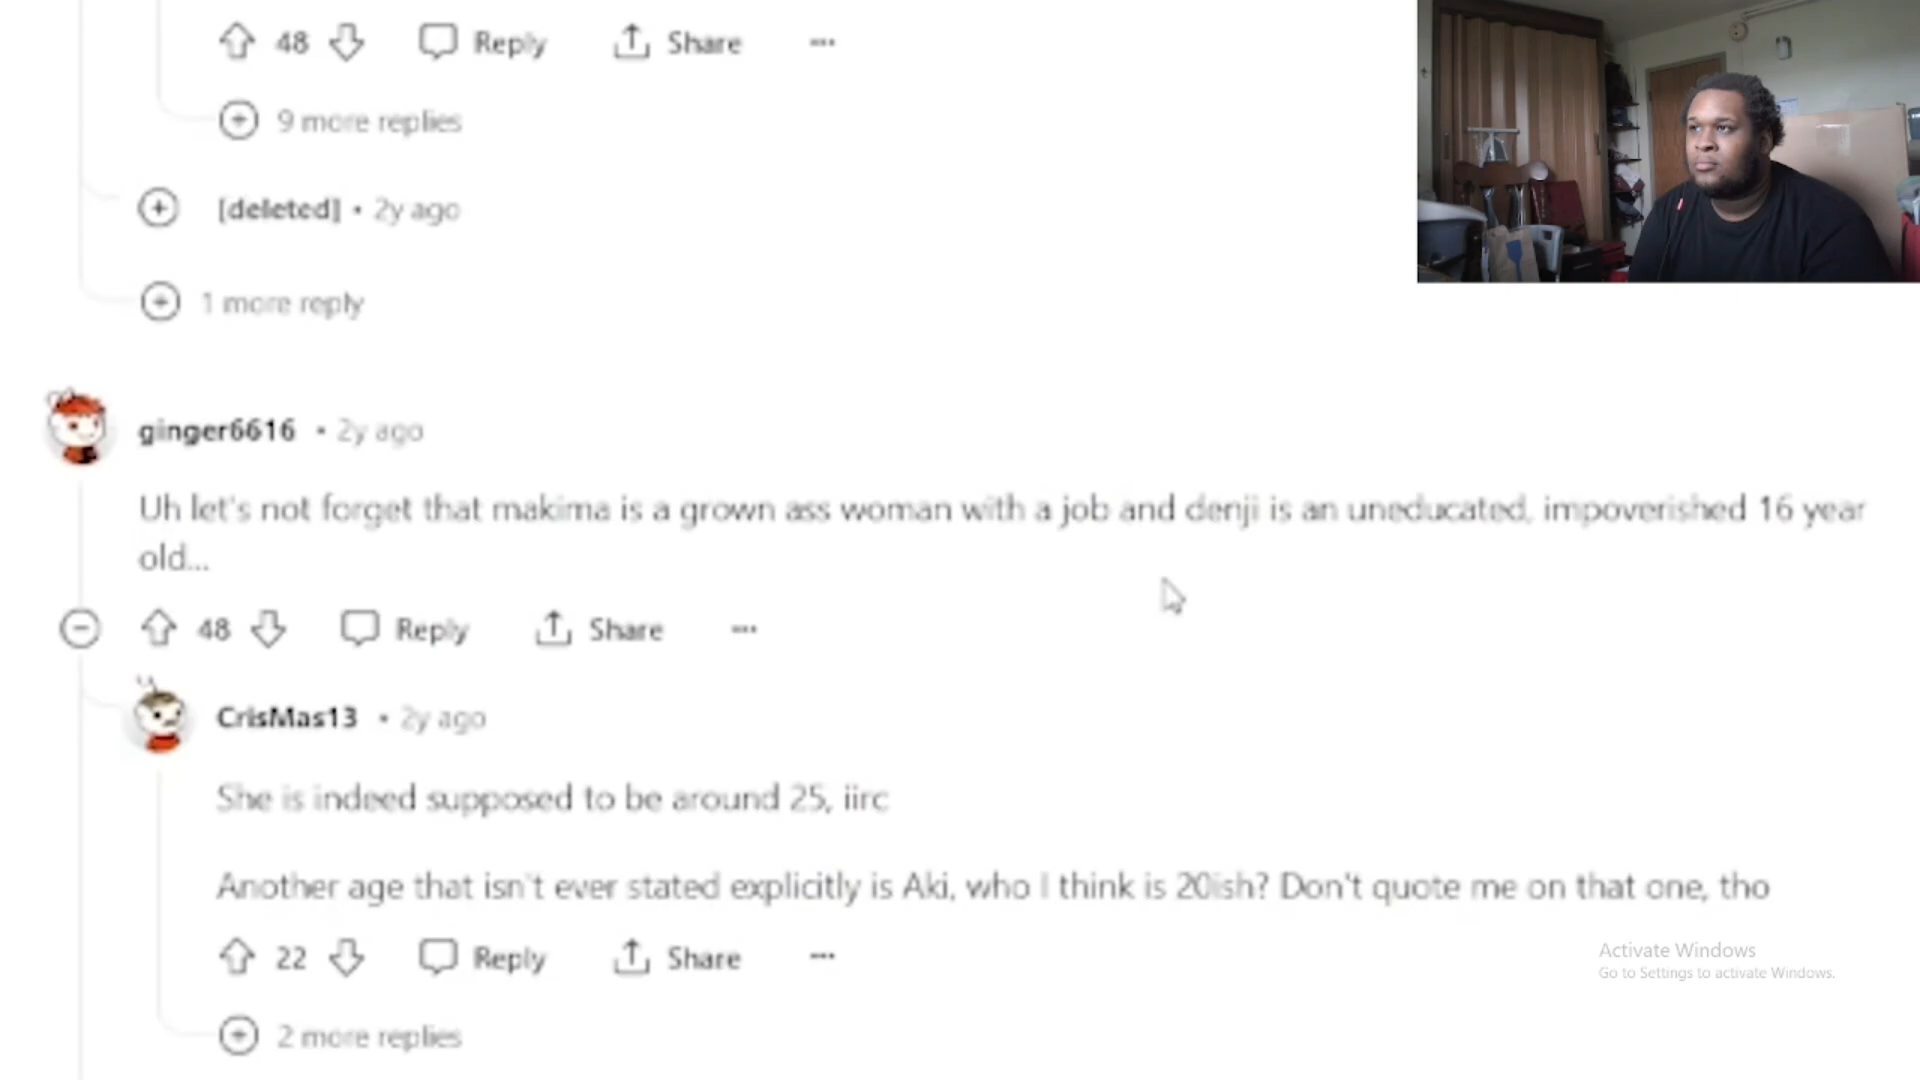 48 Reply Share ...
9 more replies
[deleted] • 2y ago
1 more reply
ginger6616 • 2y ago
Uh let's not forget that makima is a grown ass woman with a job and denji is an uneducated, impoverished 16 year
old...
48 Reply Share ...
CrisMas13 • 2y ago
She is indeed supposed to be around 25, iirc
Another age that isn't ever stated explicitly is Aki, who I think is 20ish? Don't quote me on that one, tho
Activate Windows
Go to Settings to activate Windows.
22 Reply Share ...
2 more replies